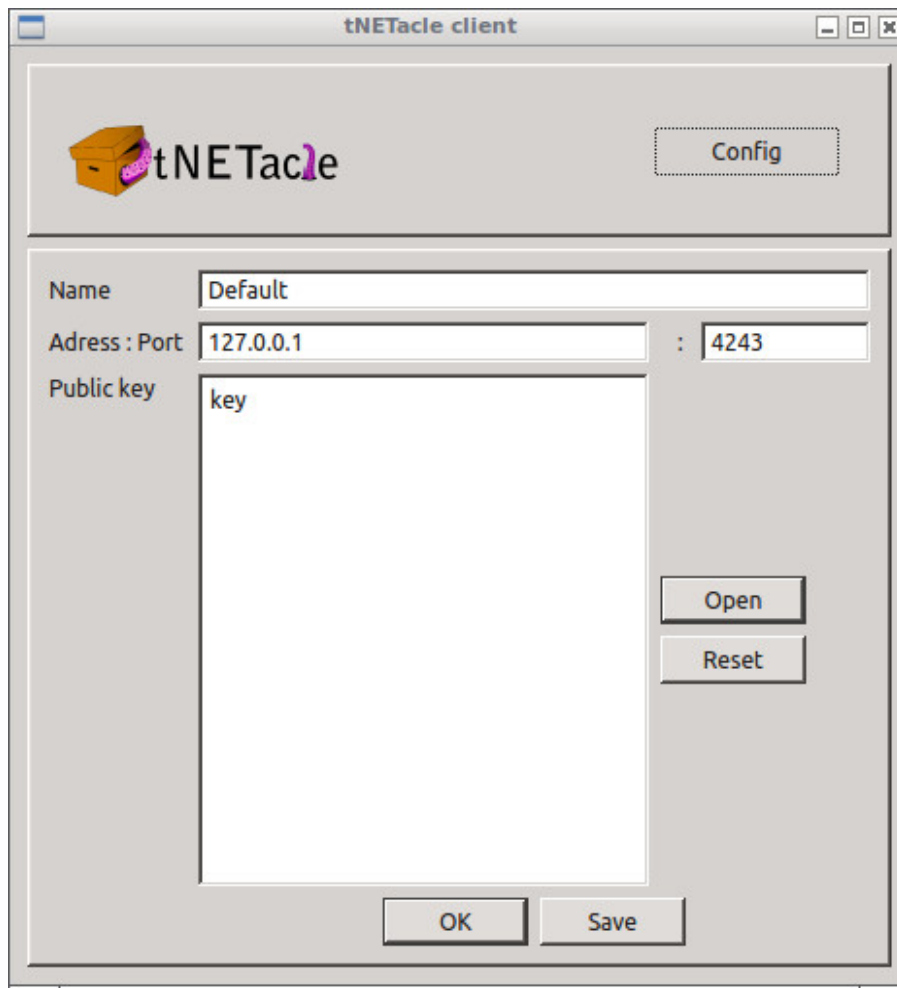 tNETacle client
tNETacle
Config
Name Default
Adress : Port 127.0.0.1 : 4243
Public key key
Open
Reset
OK Save